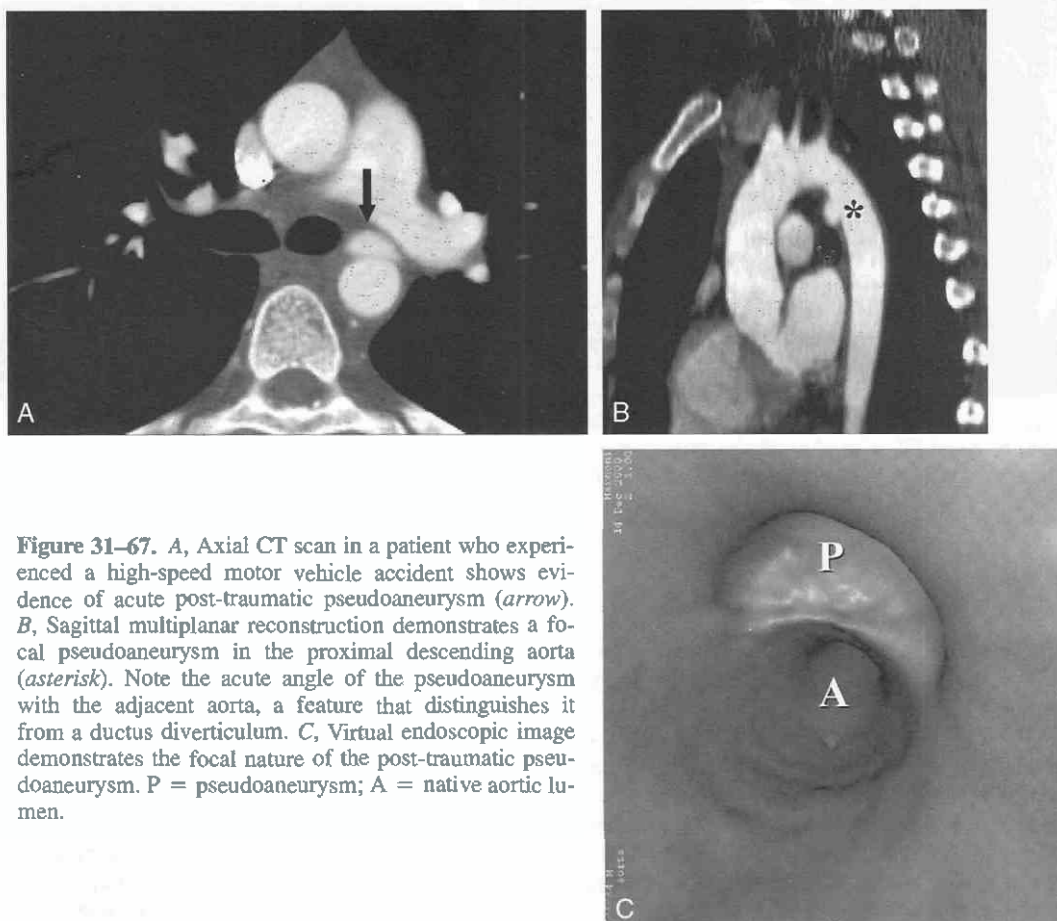 A
B
Figure 31–67. A, Axial CT scan in a patient who experi-
enced a high-speed motor vehicle accident shows evi-
dence of acute post-traumatic pseudoaneurysm (arrow).
B, Sagittal multiplanar reconstruction demonstrates a fo-
cal pseudoaneurysm in the proximal descending aorta
(asterisk). Note the acute angle of the pseudoaneurysm
with the adjacent aorta, a feature that distinguishes it
from a ductus diverticulum. C, Virtual endoscopic image
demonstrates the focal nature of the post-traumatic pseu-
doaneurysm. P = pseudoaneurysm; A = native aortic lu-
men.
*
14 Dec 2000
P
A
C